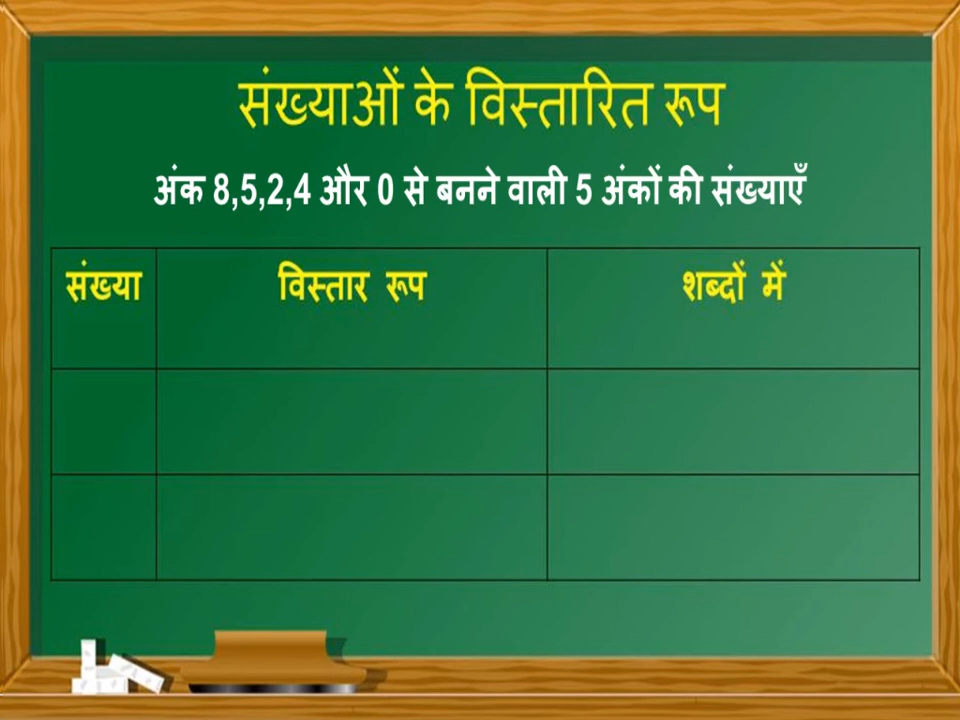 संख्याओं के विस्तारित रूप
अंक 8,5,2,4 और 0 से बनने वाली 5 अंकों की संख्याएँ
संख्या विस्तार रूप शब्दों में